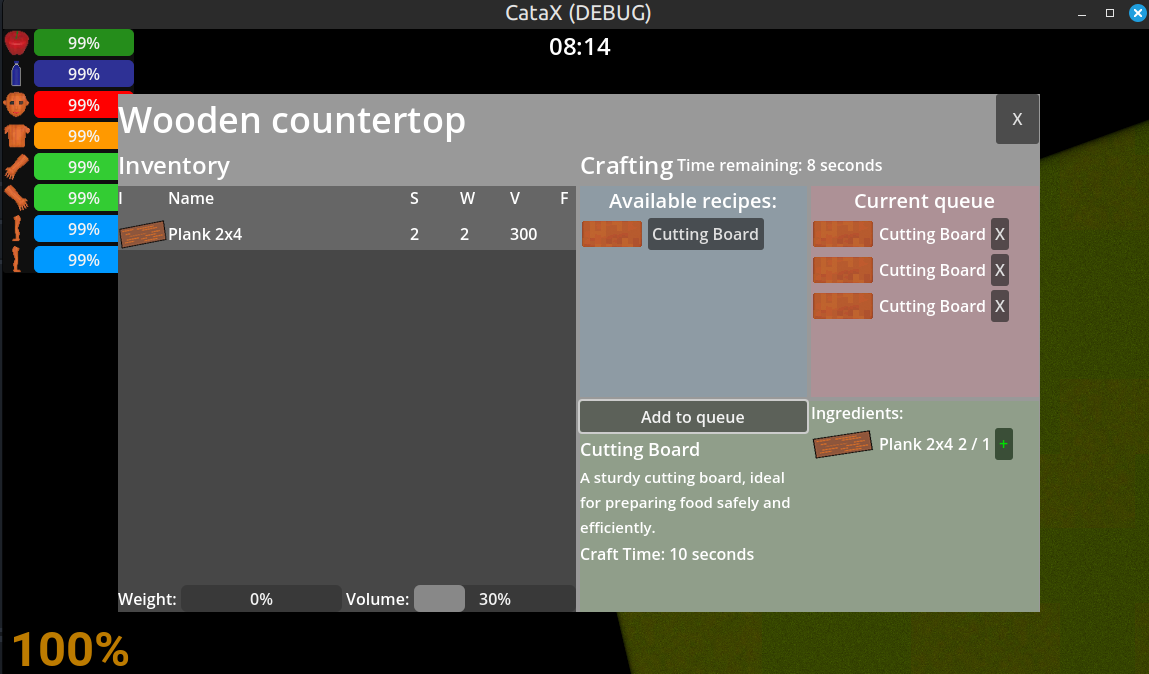 CataX (DEBUG)
08:14
99%
99%
99%
99%
99%
99%
99%
99%
Wooden countertop
X
Inventory
I Name S W V F
Plank 2x4 2 2 300
Weight: 0% Volume: 30%
Crafting Time remaining: 8 seconds
Available recipes:
Cutting Board
Current queue
Cutting Board X
Cutting Board X
Cutting Board X
Add to queue
Cutting Board
A sturdy cutting board, ideal
for preparing food safely and
efficiently.
Craft Time: 10 seconds
Ingredients:
Plank 2x4 2 / 1 +
100%